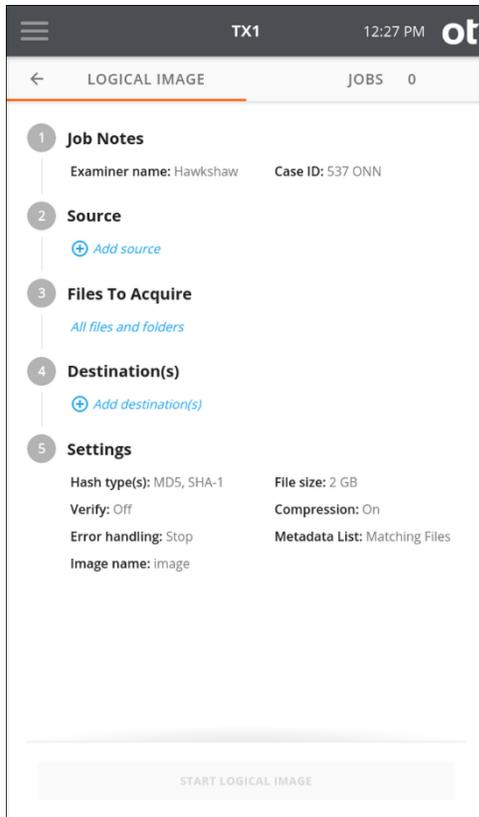 TX1 12:27 PM ot
LOGICAL IMAGE JOBS 0
1 Job Notes
Examiner name: Hawkshaw Case ID: 537 ONN
2 Source
Add source
3 Files To Acquire
All files and folders
4 Destination(s)
Add destination(s)
5 Settings
Hash type(s): MD5, SHA-1 File size: 2 GB
Verify: Off Compression: On
Error handling: Stop Metadata List: Matching Files
Image name: image
START LOGICAL IMAGE